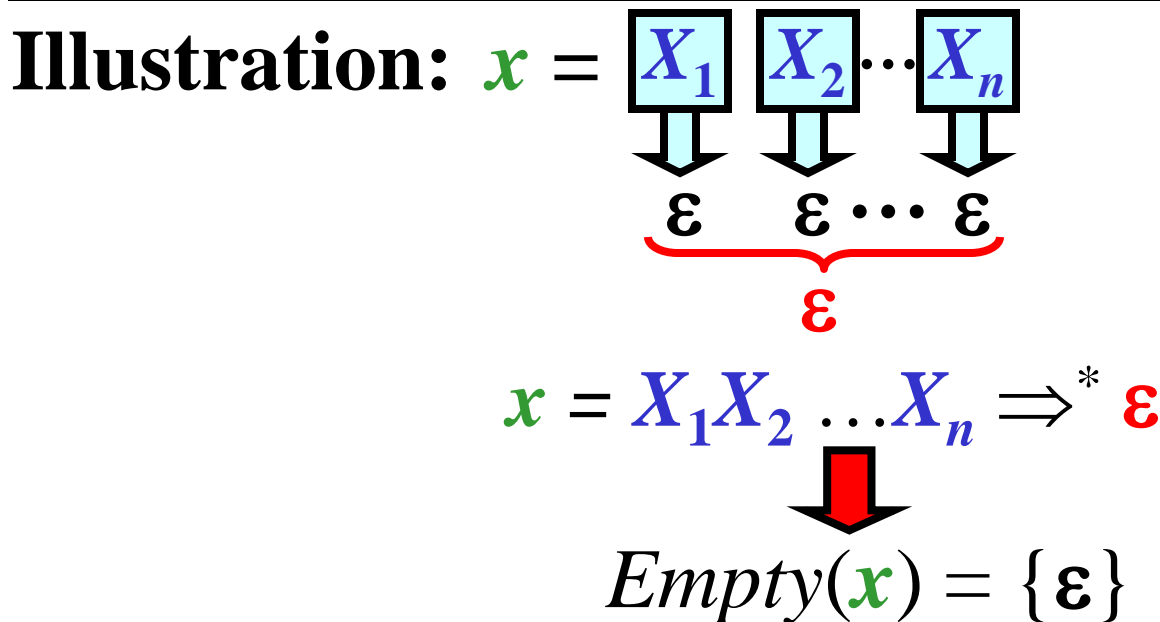 Illustration: x = X₁ X₂ ⋯ Xₙ
ε ε ⋯ ε
ε
x = X₁X₂ …Xₙ ⇒* ε
Empty(x) = {ε}